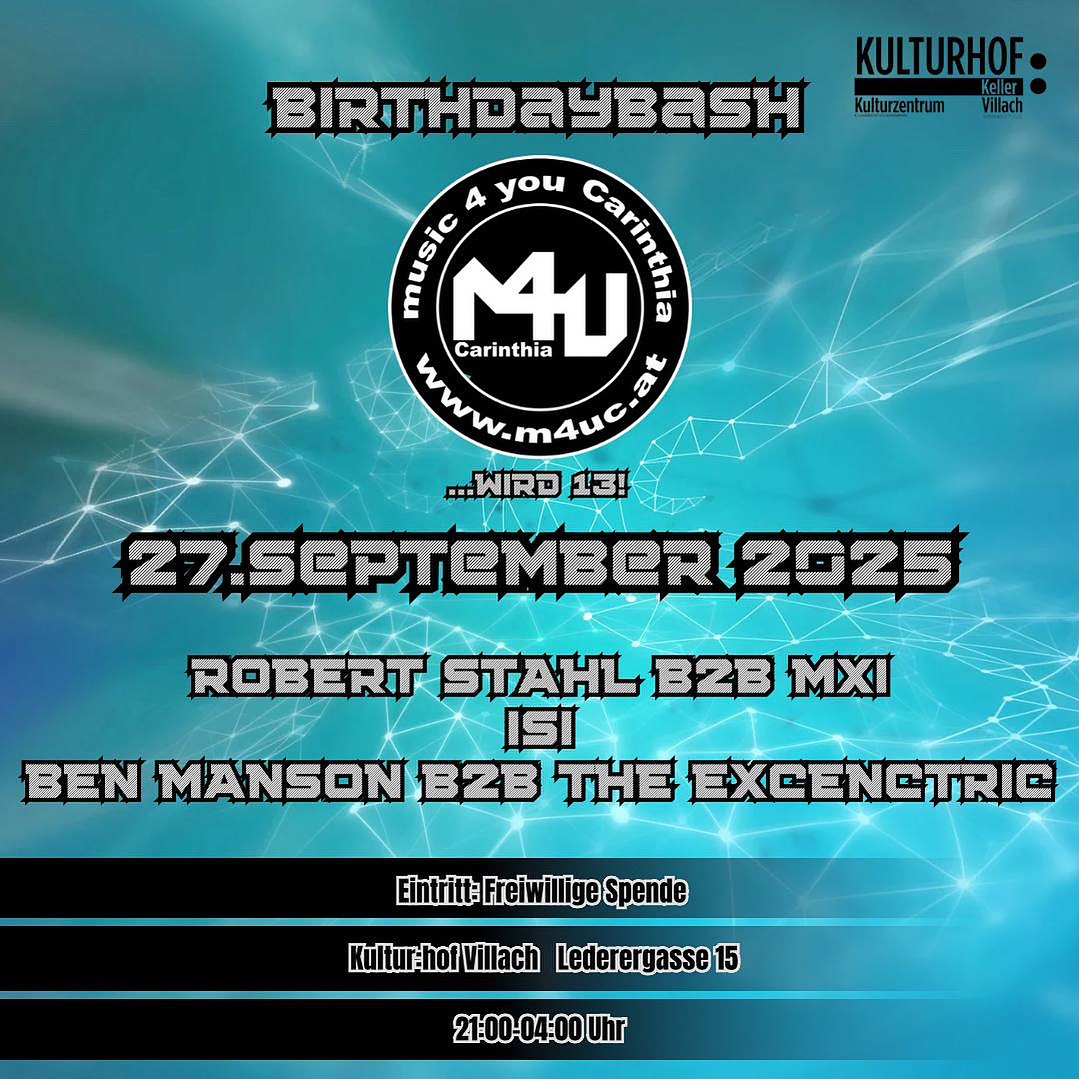 KULTURHOF:
Keller
Kulturzentrum Villach
BIRTHDAYBASH
music 4 you Carinthia
M4U
Carinthia
www.m4uc.at
...WIRD 13!
27.SEPTEMBER 2025
ROBERT STAHL B2B MXI
ISI
BEN MANSON B2B THE EXCENCTRIC
Eintritt: Freiwillige Spende
Kultur:hof Villach Lederergasse 15
21:00-04:00 Uhr